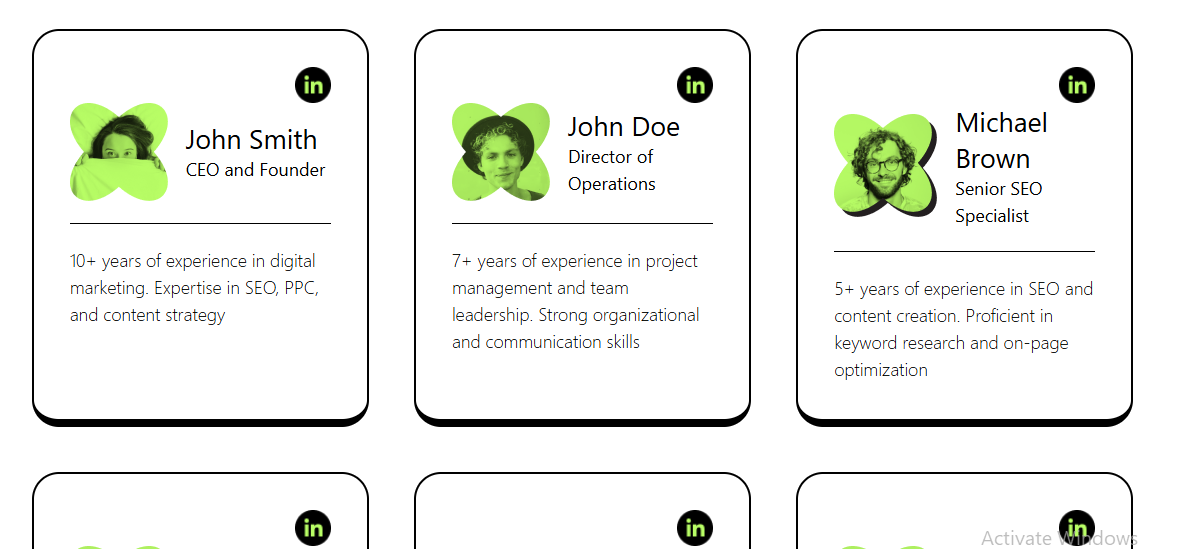 in
John Smith
CEO and Founder
10+ years of experience in digital
marketing. Expertise in SEO, PPC,
and content strategy
in
John Doe
Director of
Operations
7+ years of experience in project
management and team
leadership. Strong organizational
and communication skills
in
Michael
Brown
Senior SEO
Specialist
5+ years of experience in SEO and
content creation. Proficient in
keyword research and on-page
optimization
in
in
in
Activate Windows